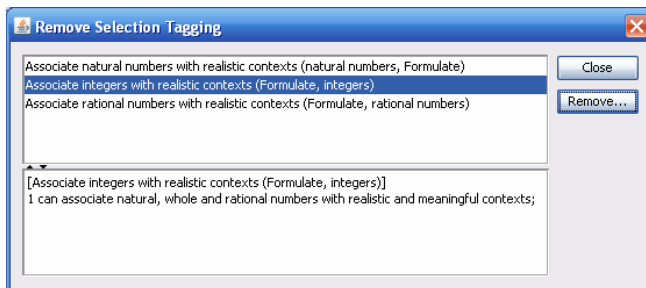 Remove Selection Tagging
Associate natural numbers with realistic contexts (natural numbers, Formulate)
Associate integers with realistic contexts (Formulate, integers)
Associate rational numbers with realistic contexts (Formulate, rational numbers)
Close
Remove...
[Associate integers with realistic contexts (Formulate, integers)]
1 can associate natural, whole and rational numbers with realistic and meaningful contexts;